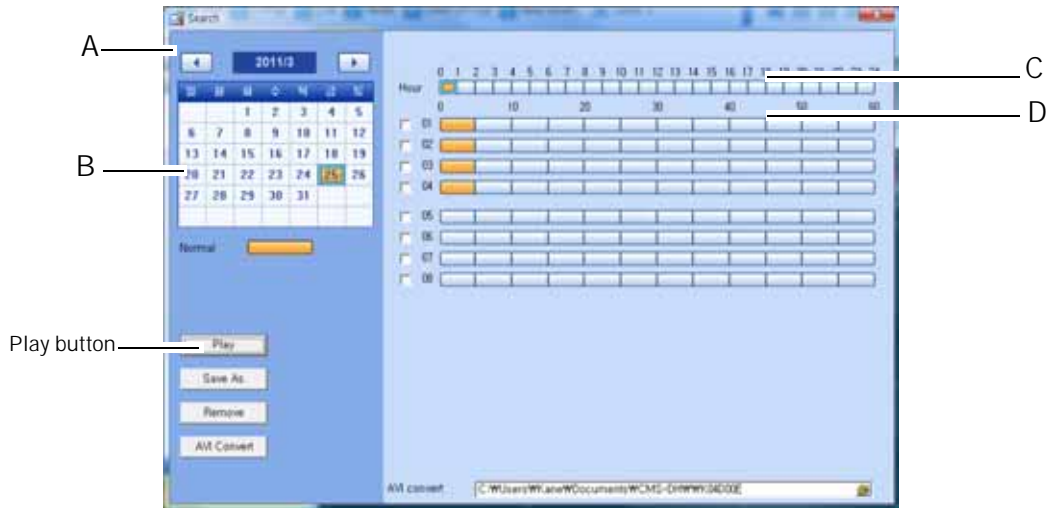 Search
A
2011/3
C
D
0 1 2 3 4 5 6 7 8 9 10 11 12 13 14 15 16 17
Hour
0 10 20 30 40 50 60
1 2 3 4 5
6 7 8 9 10 11 12
13 14 15 16 17 18 19
B
20 21 22 23 24 25 26
27 28 29 30 31
01
02
03
04
05
06
07
08
Normal
Play button
Play
Save As
Remove
AVI Convert
AVI convert